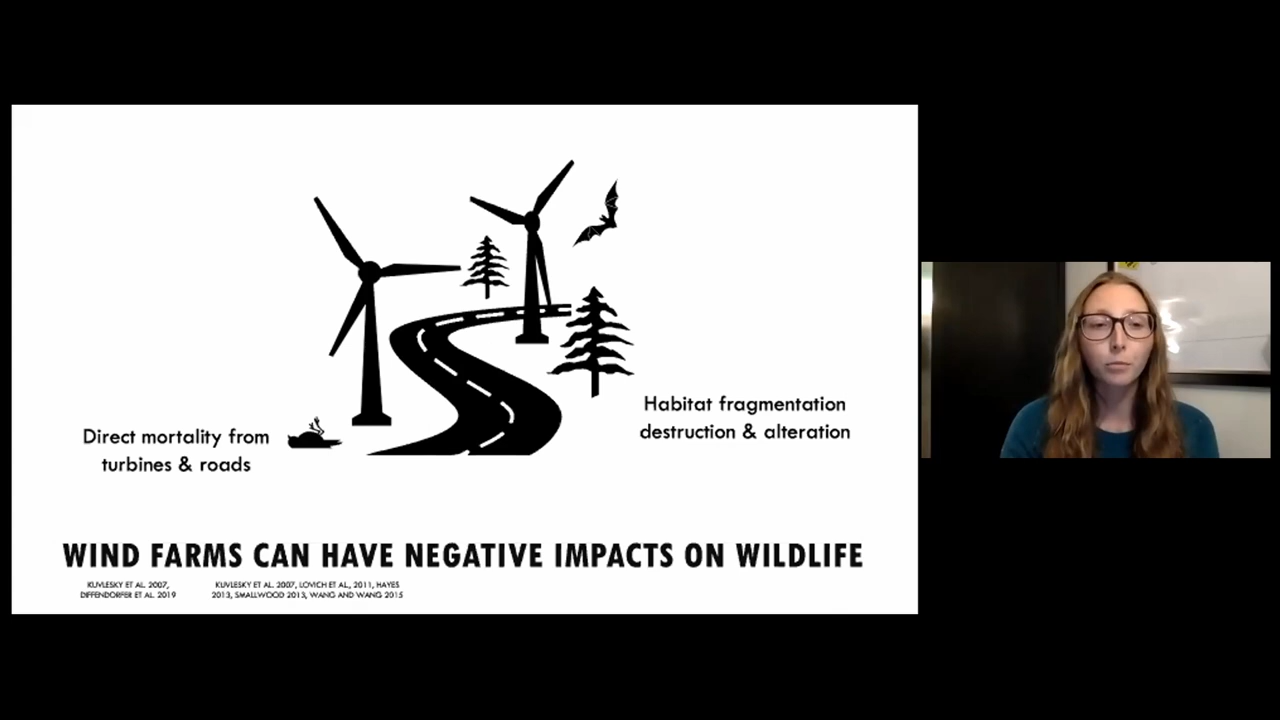 Direct mortality from
turbines & roads
Habitat fragmentation
destruction & alteration
WIND FARMS CAN HAVE NEGATIVE IMPACTS ON WILDLIFE
KUVLESKY ET AL. 2007,
DIFFENDORFER ET AL. 2019
KUVLESKY ET AL. 2007, LOVICH ET AL., 2011, HAYES
2013, SMALLWOOD 2013, WANG AND WANG 2015